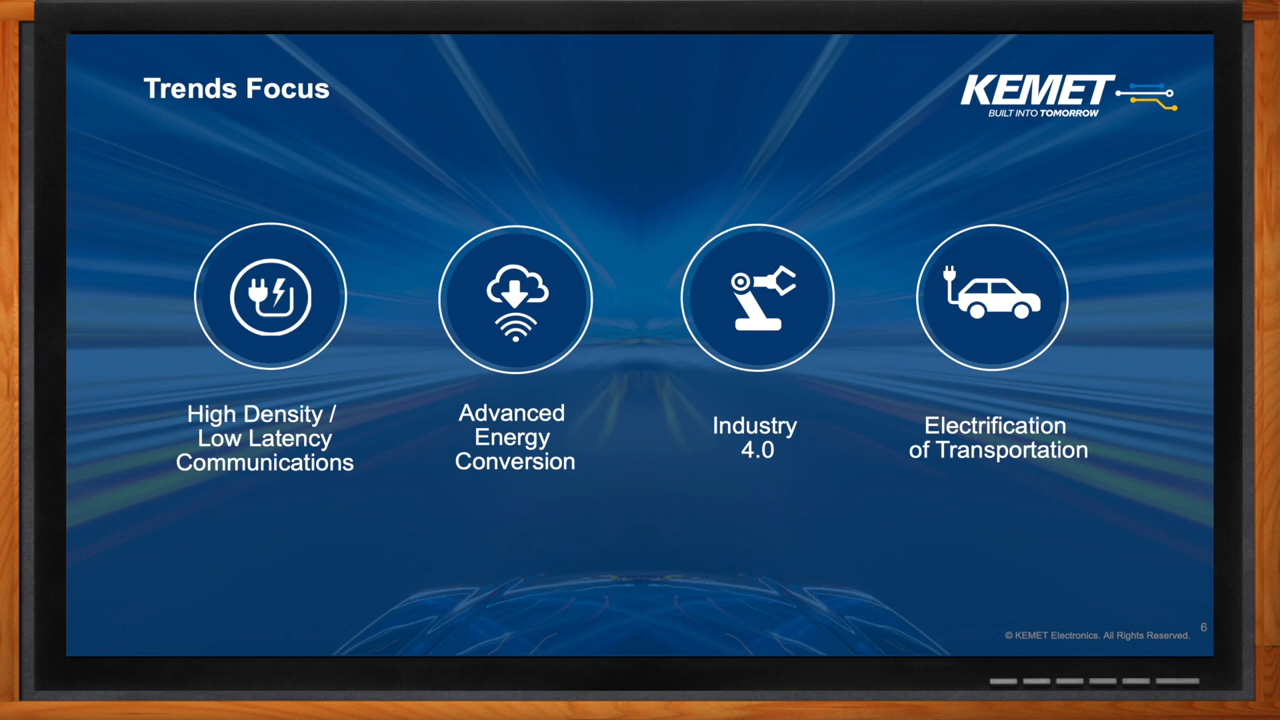 Trends Focus
KEMET
BUILT INTO TOMORROW
High Density /
Low Latency
Communications
Advanced
Energy
Conversion
Industry
4.0
Electrification
of Transportation
© KEMET Electronics. All Rights Reserved.
6